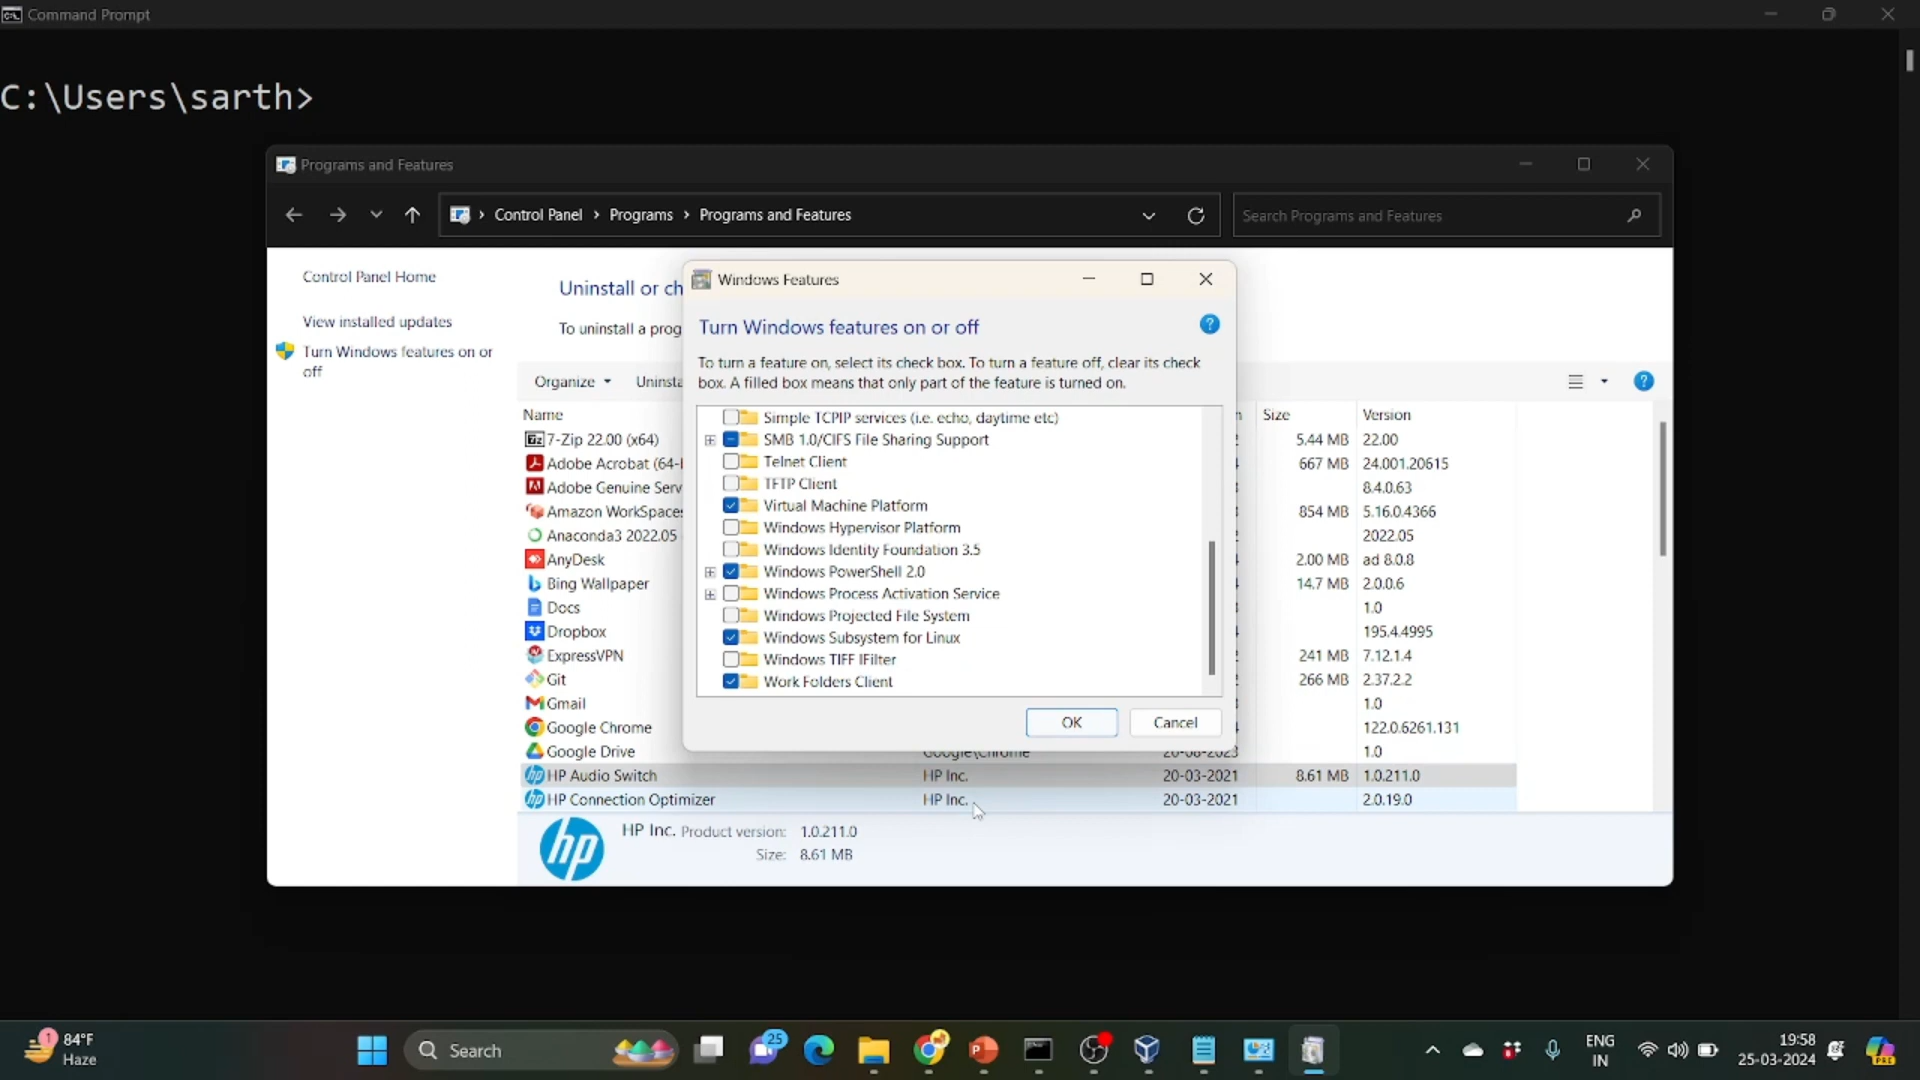 Command Prompt
C:\Users\sarth>
Programs and Features
Control Panel > Programs > Programs and Features
Search Programs and Features
Control Panel Home
View installed updates
Turn Windows features on or
off
Uninstall or ch
To uninstall a prog
Organize
Uninsta
Name
Size
Version
7-Zip 22.00 (x64)
5.44 MB
22.00
Adobe Acrobat (64-
667 MB
24.001.20615
Adobe Genuine Serv
8.4.0.63
Amazon WorkSpaces
854 MB
5.16.0.4366
Anaconda3 2022.05
2022.05
AnyDesk
2.00 MB
ad 8.0.8
Bing Wallpaper
14.7 MB
2.0.0.6
Docs
1.0
Dropbox
195.4.4995
ExpressVPN
241 MB
7.12.1.4
Git
266 MB
2.37.2.2
Gmail
1.0
Google Chrome
122.0.6261.131
Google Drive
Google\Chrome
20-08-2023
1.0
HP Audio Switch
HP Inc.
20-03-2021
8.61 MB
1.0.211.0
HP Connection Optimizer
HP Inc.
20-03-2021
2.0.19.0
hp
HP Inc. Product version: 1.0.211.0
Size: 8.61 MB
Windows Features
Turn Windows features on or off
To turn a feature on, select its check box. To turn a feature off, clear its check
box. A filled box means that only part of the feature is turned on.
Simple TCPIP services (i.e. echo, daytime etc)
SMB 1.0/CIFS File Sharing Support
Telnet Client
TFTP Client
Virtual Machine Platform
Windows Hypervisor Platform
Windows Identity Foundation 3.5
Windows PowerShell 2.0
Windows Process Activation Service
Windows Projected File System
Windows Subsystem for Linux
Windows TIFF IFilter
Work Folders Client
OK
Cancel
1
84°F
Haze
Search
25
ENG
IN
19:58
25-03-2024
PRE